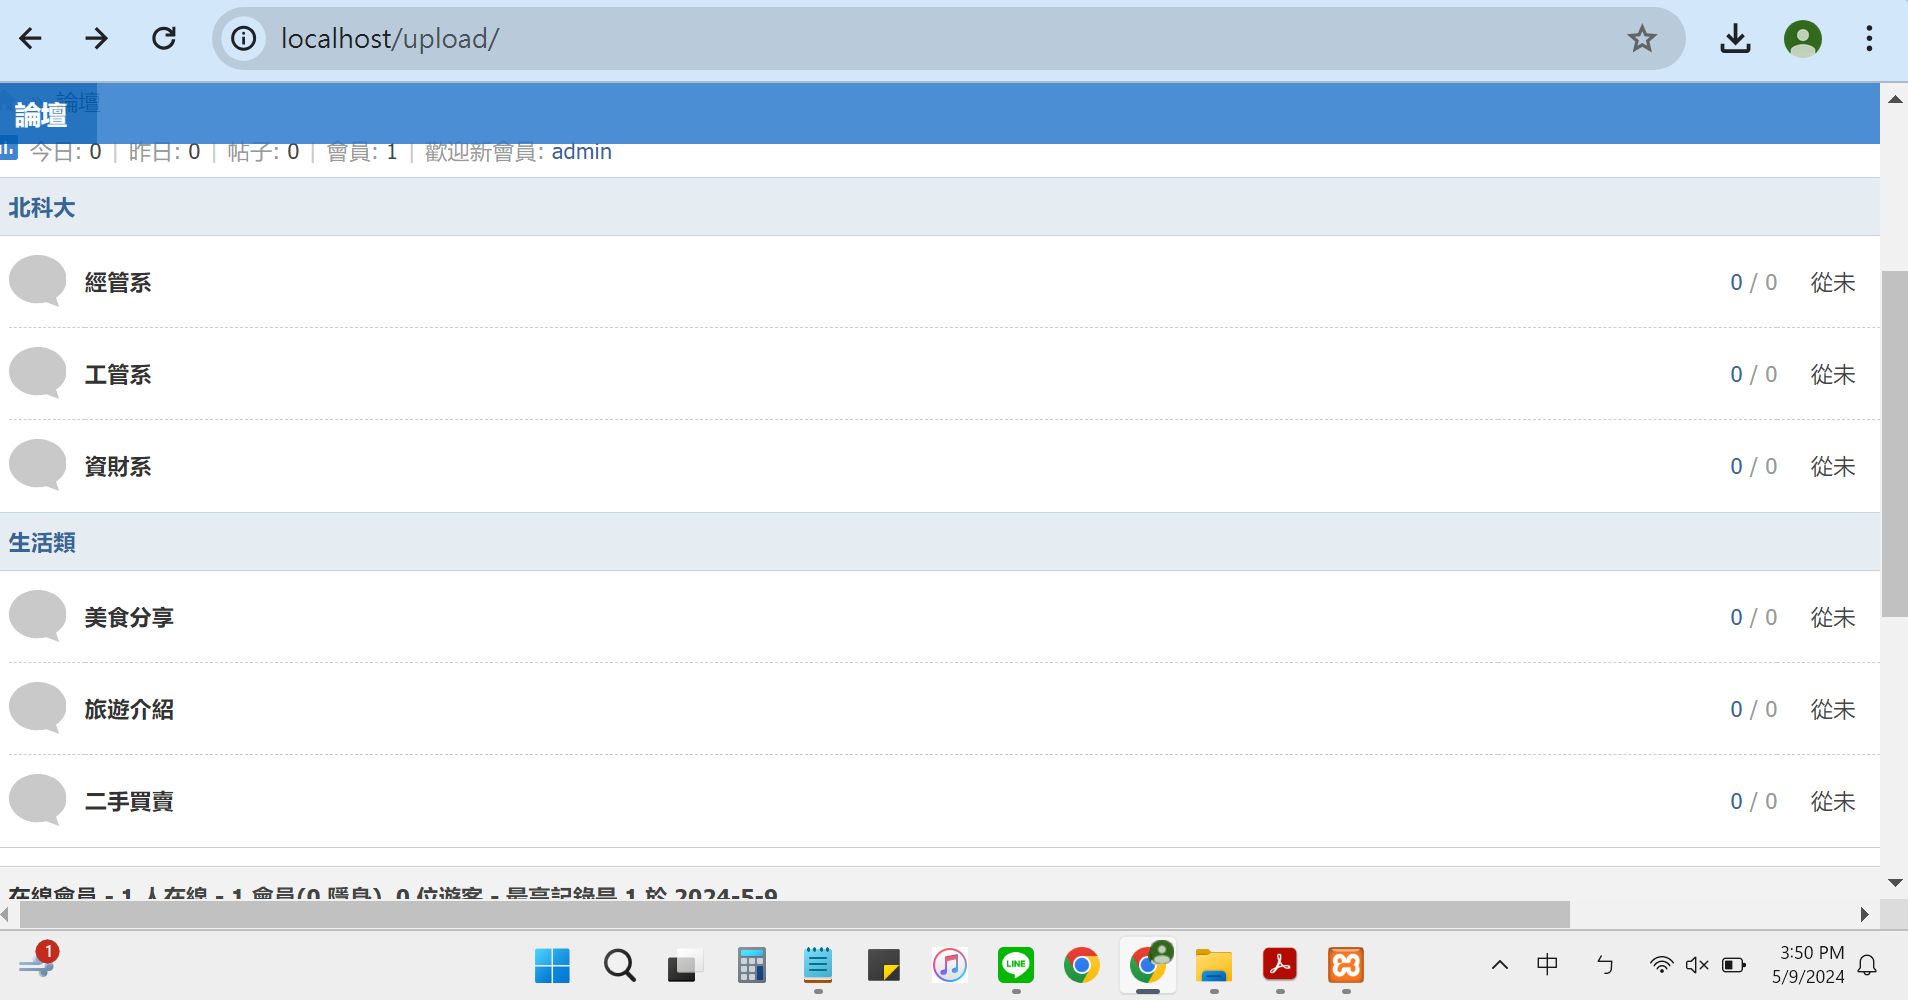 localhost/upload/
論壇
論壇
今日: 0 | 昨日: 0 | 帖子: 0 | 會員: 1 | 歡迎新會員: admin
北科大
經管系 0 / 0 從未
工管系 0 / 0 從未
資財系 0 / 0 從未
生活類
美食分享 0 / 0 從未
旅遊介紹 0 / 0 從未
二手買賣 0 / 0 從未
在線會員 - 1 人在線 - 1 會員(0 隱身), 0 位遊客 - 最高記錄是 1 於 2024-5-9
1
LINE
中
ㄅ
3:50 PM
5/9/2024